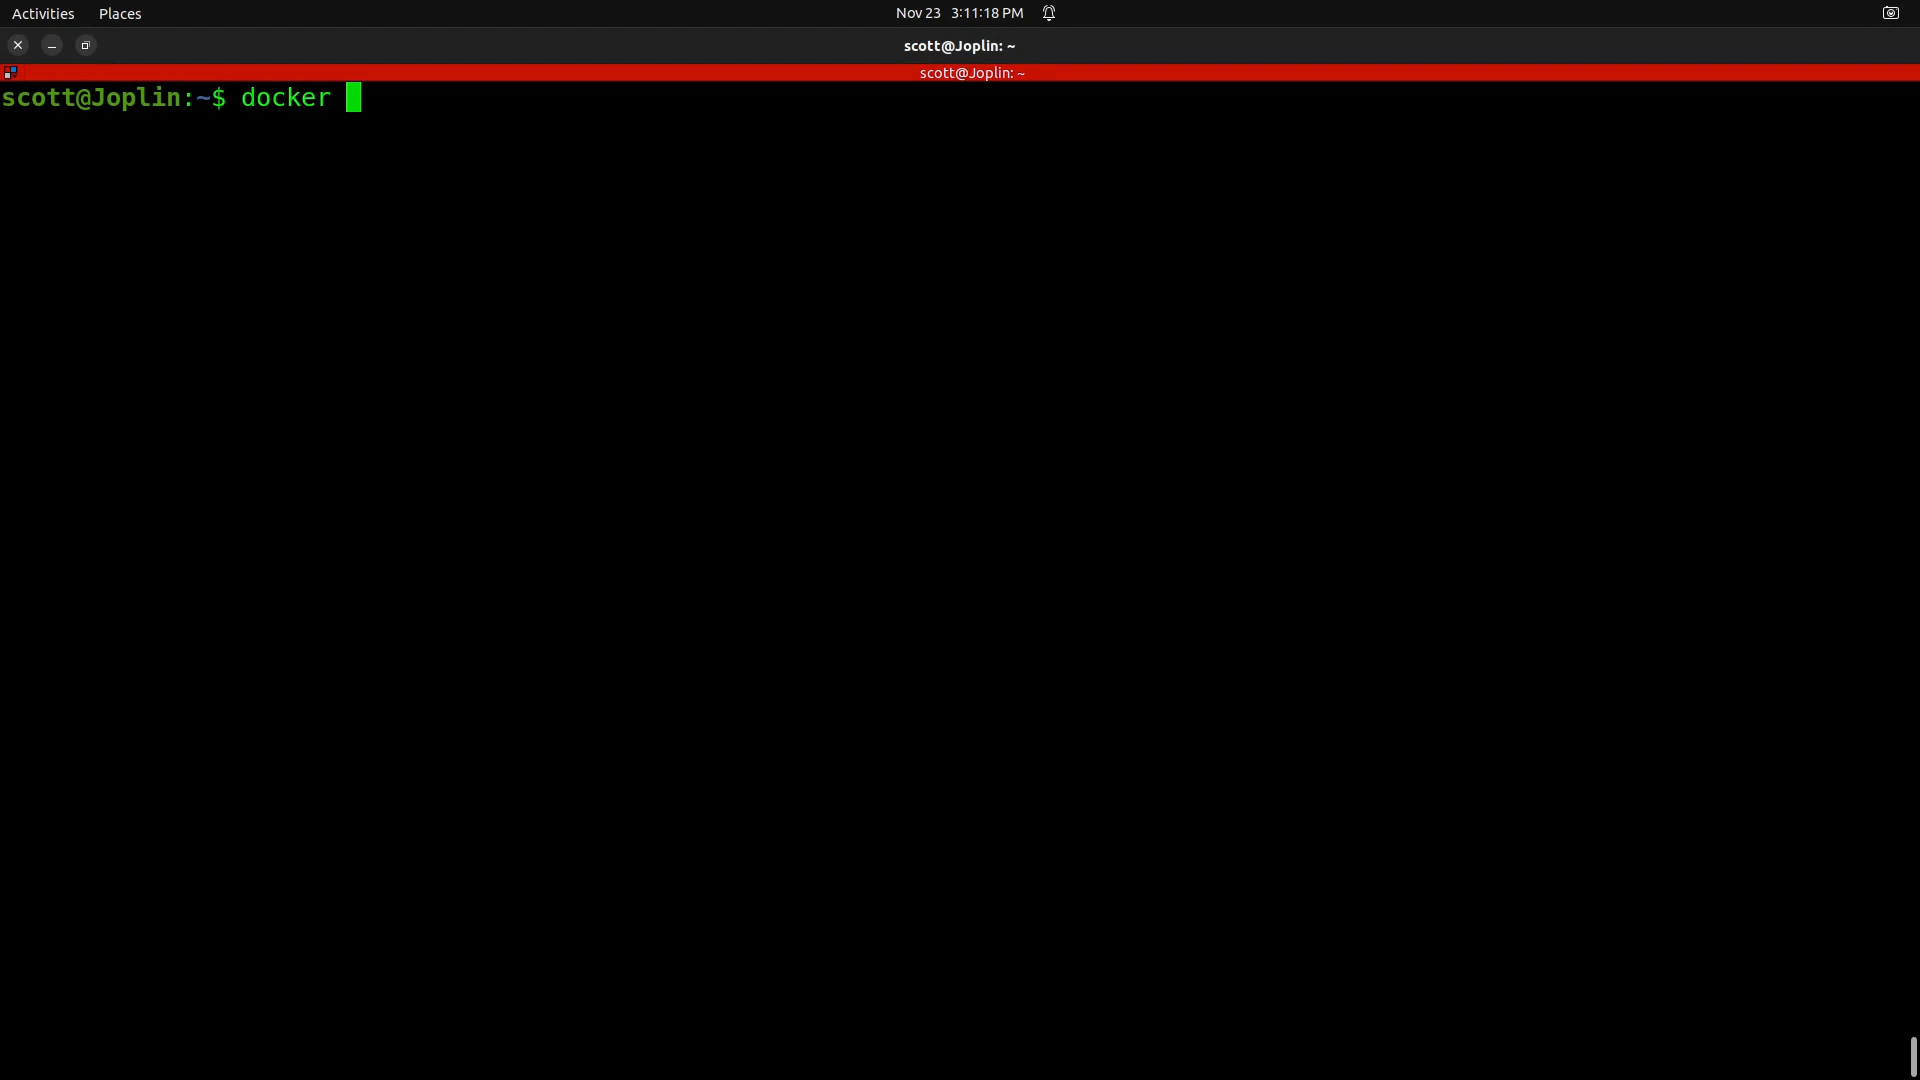 Activities Places Nov 23 3:11:18 PM
scott@Joplin: ~
scott@Joplin: ~
scott@Joplin:~$ docker